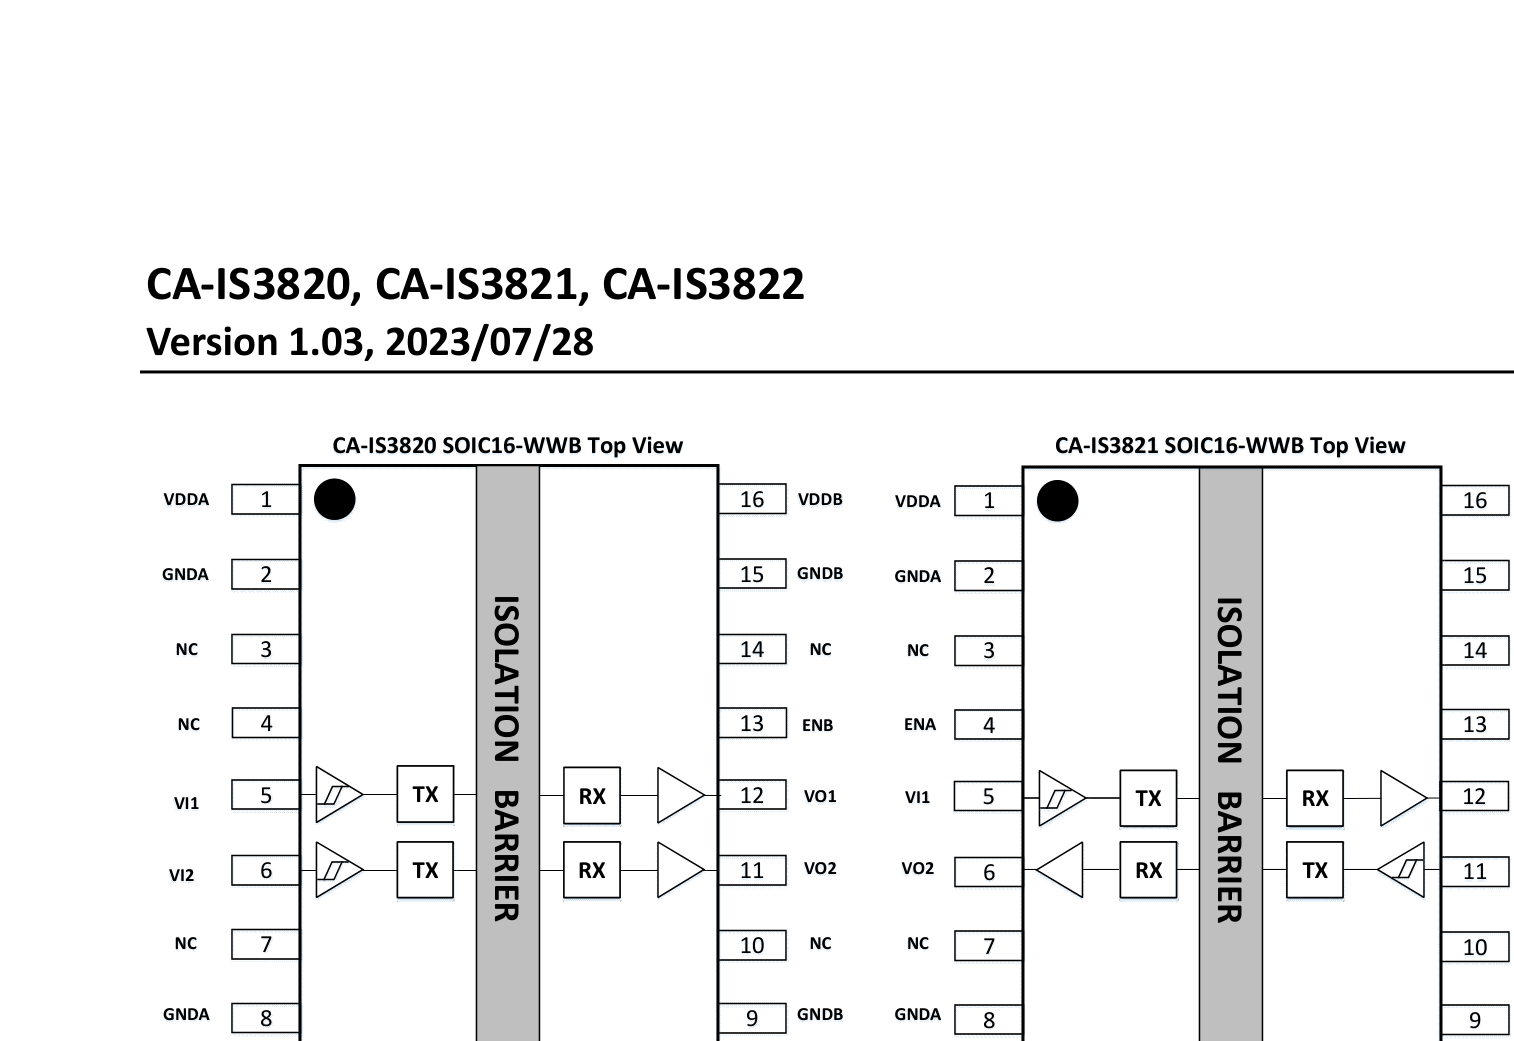 CA-IS3820, CA-IS3821, CA-IS3822
Version 1.03, 2023/07/28
CA-IS3820 SOIC16-WWB Top View
VDDA 1 16 VDDB
GNDA 2 15 GNDB
NC 3 14 NC
NC 4 13 ENB
VI1 5 TX RX 12 VO1
VI2 6 TX RX 11 VO2
NC 7 10 NC
GNDA 8 9 GNDB
ISOLATION BARRIER
CA-IS3821 SOIC16-WWB Top View
VDDA 1 16
GNDA 2 15
NC 3 14
ENA 4 13
VI1 5 TX RX 12
VO2 6 RX TX 11
NC 7 10
GNDA 8 9
ISOLATION BARRIER